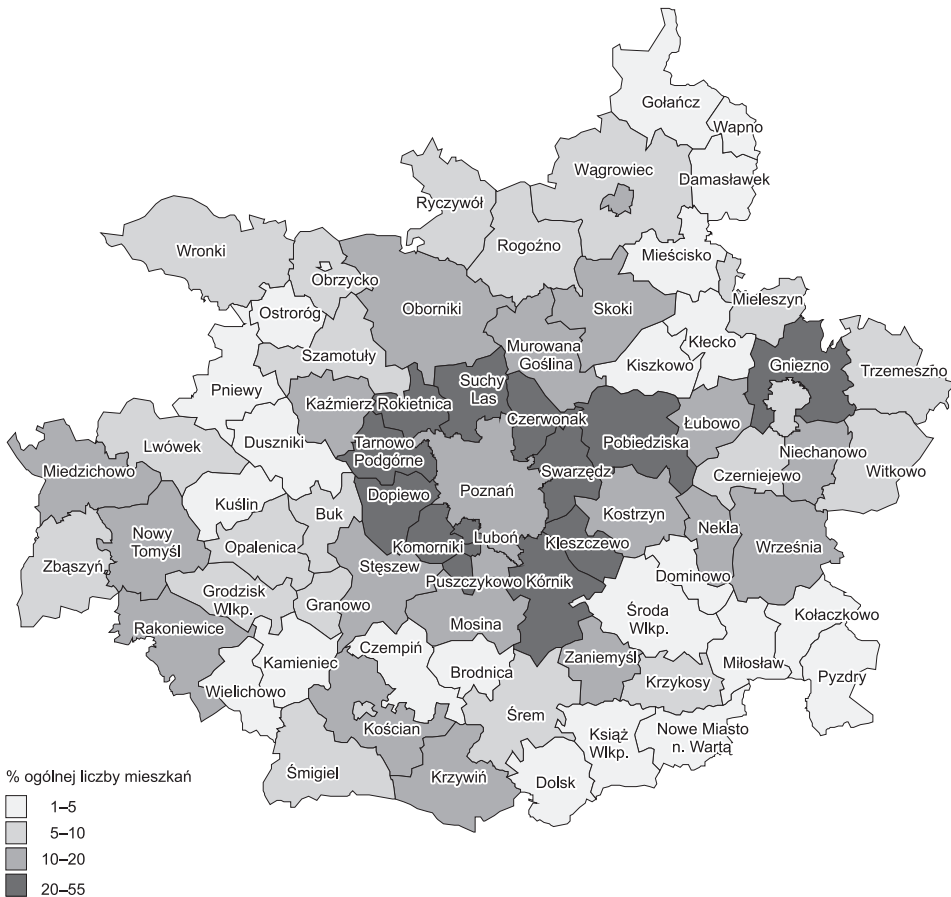 Gołańcz
Wapno
Wągrowiec
Damasławek
Ryczywół
Rogoźno
Wronki
Mieścisko
Obrzycko
Mieleszyn
Ostroróg
Oborniki
Skoki
Kłecko
Murowana
Goślina
Szamotuły
Kiszkowo
Gniezno
Trzemeszno
Pniewy
Suchy
Las
Kaźmierz
Rokietnica
Czerwonak
Łubowo
Pobiedziska
Duszniki
Lwówek
Tarnowo
Podgórne
Niechanowo
Miedzichowo
Swarzędz
Czerniejewo
Witkowo
Dopiewo
Poznań
Kuślin
Buk
Kostrzyn
Nekla
Nowy
Tomyśl
Luboń
Kleszczewo
Września
Opalenica
Komorniki
Zbąszyń
Stęszew
Puszczykowo
Kórnik
Dominowo
Grodzisk
Wlkp.
Granowo
Środa
Wlkp.
Kołaczkowo
Rakoniewice
Mosina
Czempiń
Zaniemyśl
Miłosław
Kamieniec
Brodnica
Pyzdry
Wielichowo
Krzykosy
Śrem
Kościan
Książ
Wlkp.
Nowe Miasto
n. Wartą
Śmigiel
Krzywiń
Dolsk
% ogólnej liczby mieszkań
1–5
5–10
10–20
20–55